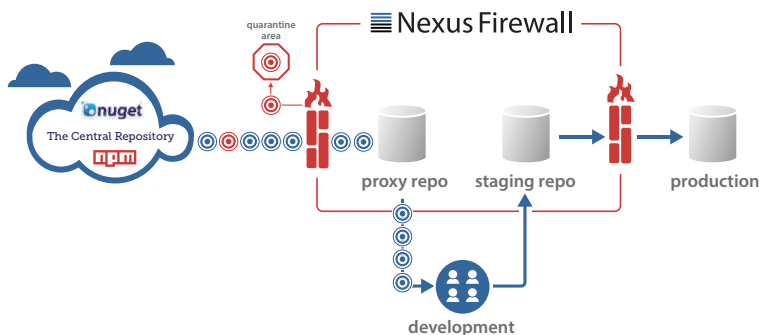 quarantine
area
Nexus Firewall
nuget
The Central Repository
npm
proxy repo
staging repo
production
development